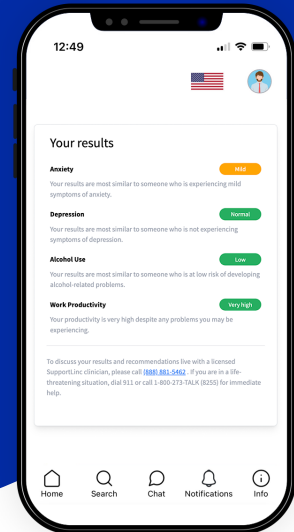 12:49
Your results
Anxiety
Mild
Your results are most similar to someone who is experiencing mild
symptoms of anxiety.
Depression
Normal
Your results are most similar to someone who is not experiencing
symptoms of depression.
Alcohol Use
Low
Your results are most similar to someone who is at low risk of developing
alcohol-related problems.
Work Productivity
Very high
Your productivity is very high despite any problems you may be
experiencing.
To discuss your results and recommendations live with a licensed
SupportLinc clinician, please call (888) 881-5462 . If you are in a life-
threatening situation, dial 911 or call 1-800-273-TALK (8255) for immediate
help.
Home
Search
Chat
Notifications
Info